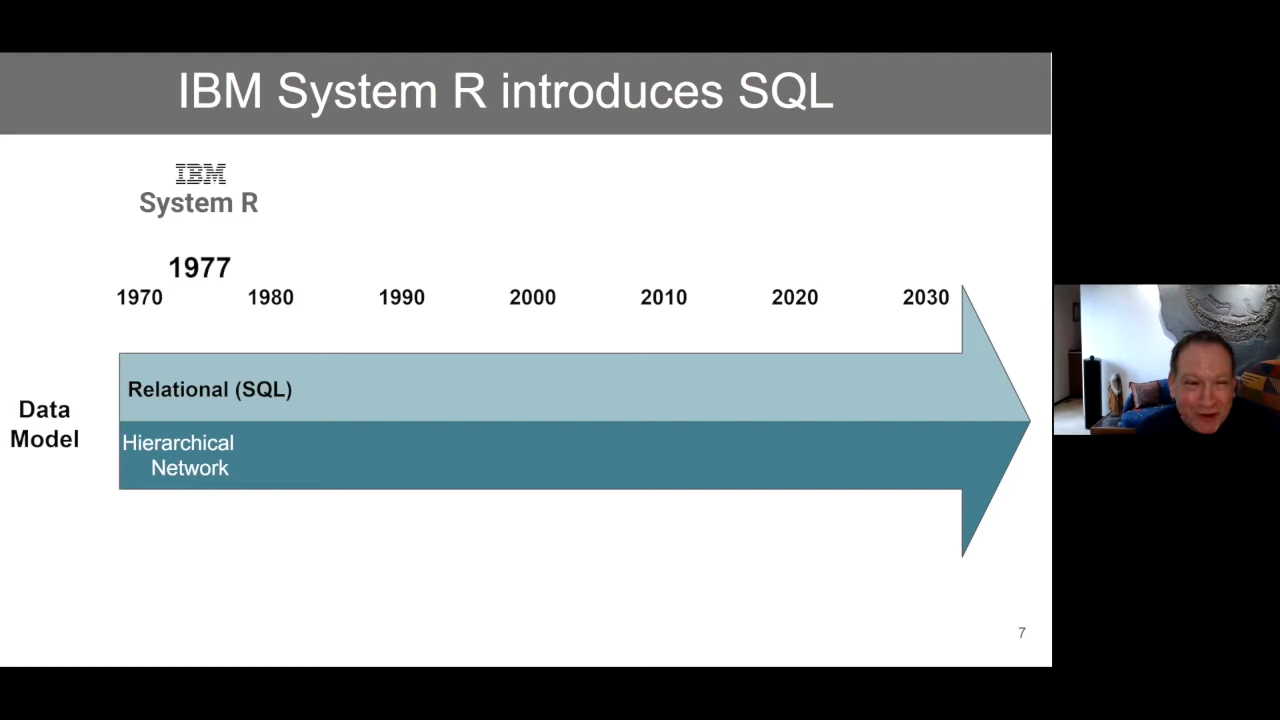 IBM System R introduces SQL
IBM
System R
1977
1970 1980 1990 2000 2010 2020 2030
Relational (SQL)
Data
Model
Hierarchical
Network
7